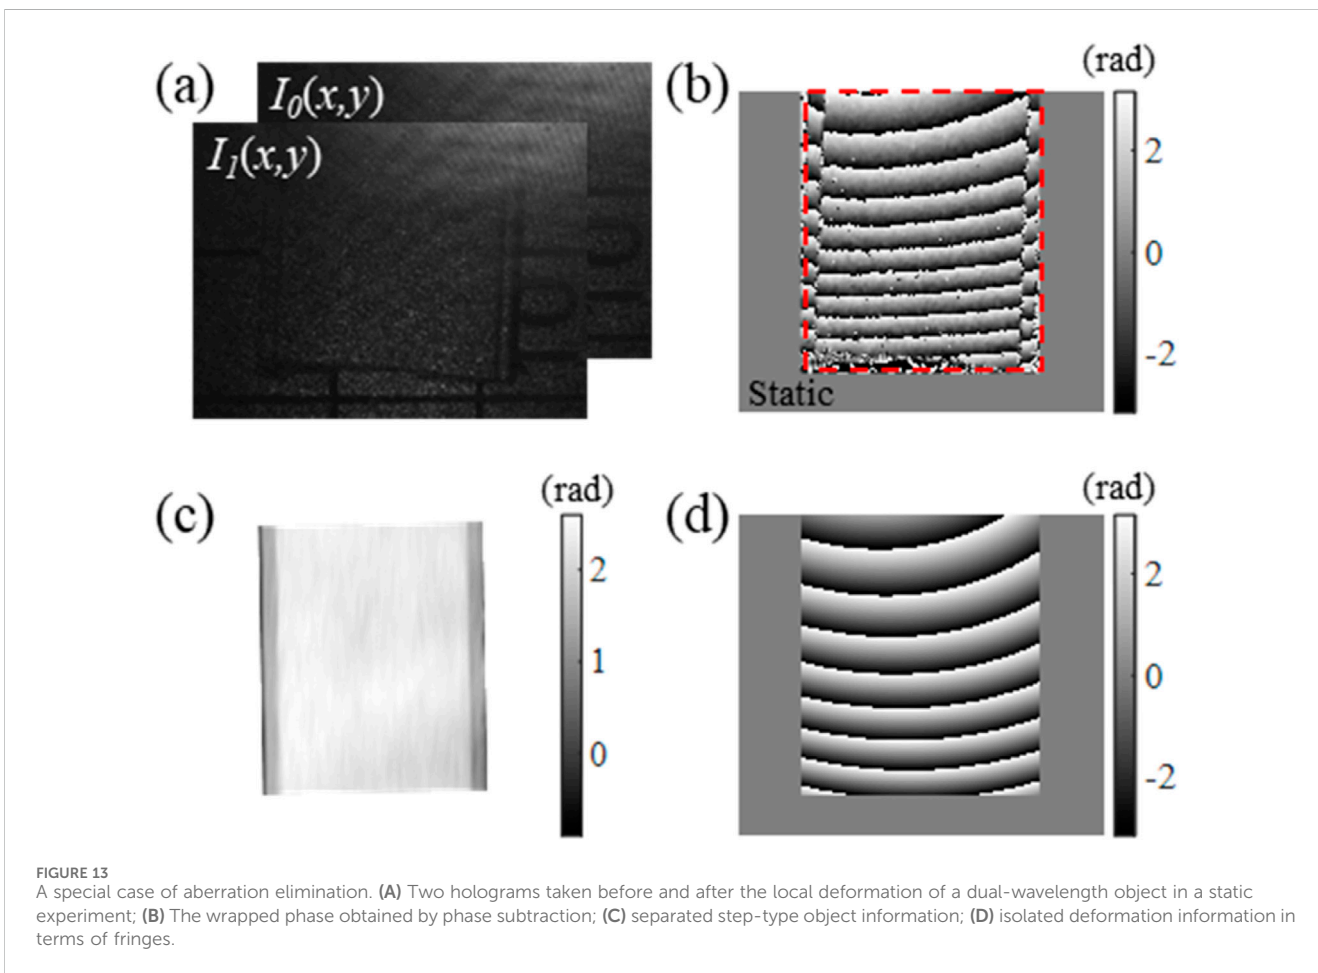 (a)
I0(x,y)
I1(x,y)
(b)
(rad)
2
0
-2
Static
(c)
(rad)
2
1
0
(d)
(rad)
2
0
-2
FIGURE 13
A special case of aberration elimination. (A) Two holograms taken before and after the local deformation of a dual-wavelength object in a static
experiment; (B) The wrapped phase obtained by phase subtraction; (C) separated step-type object information; (D) isolated deformation information in
terms of fringes.